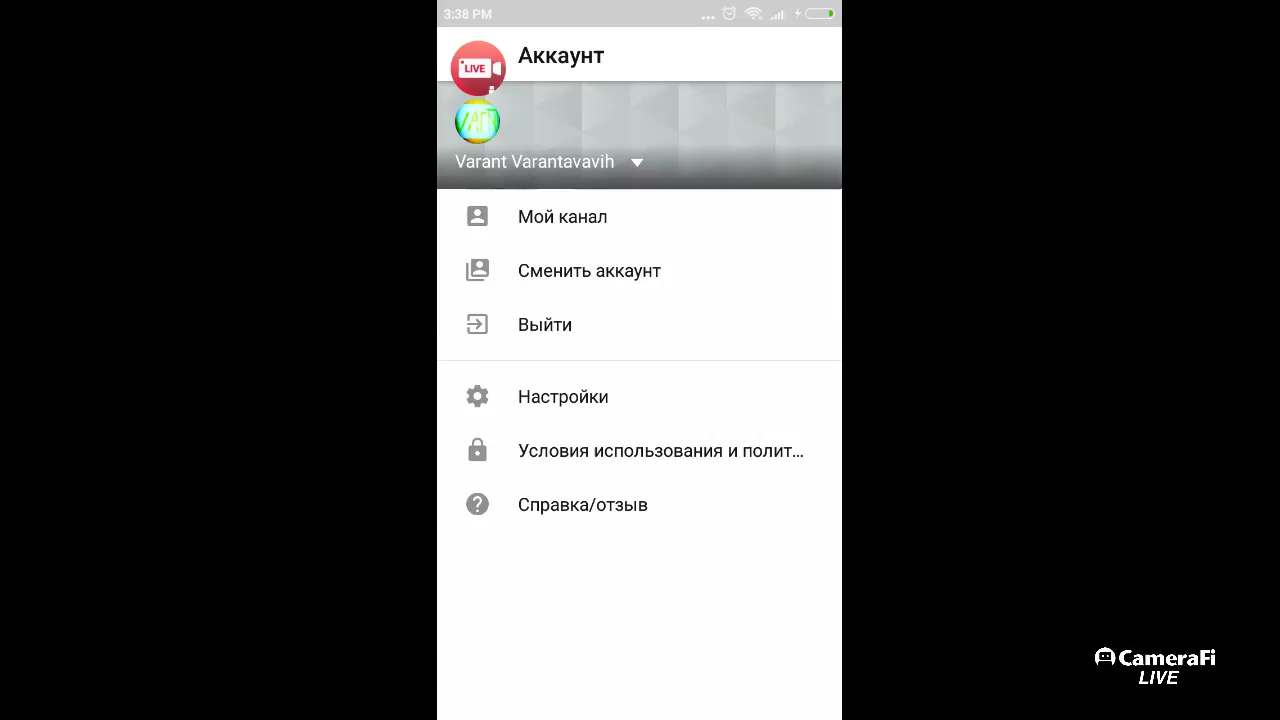 3:38 PM
Аккаунт
LIVE
VART
Varant Varantavavih
Мой канал
Сменить аккаунт
Выйти
Настройки
Условия использования и полит...
Справка/отзыв
CameraFi
LIVE